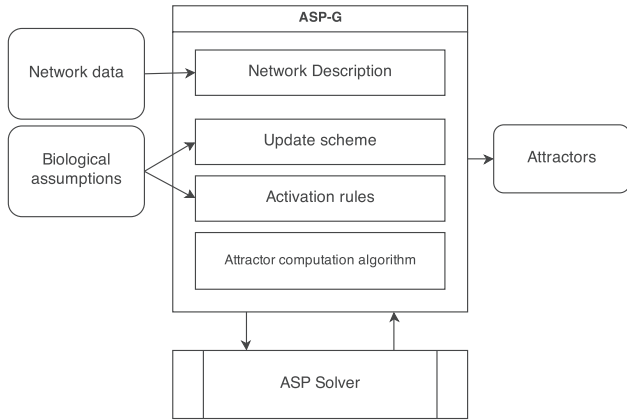 ASP-G
Network data
Network Description
Biological
assumptions
Update scheme
Activation rules
Attractor computation algorithm
Attractors
ASP Solver